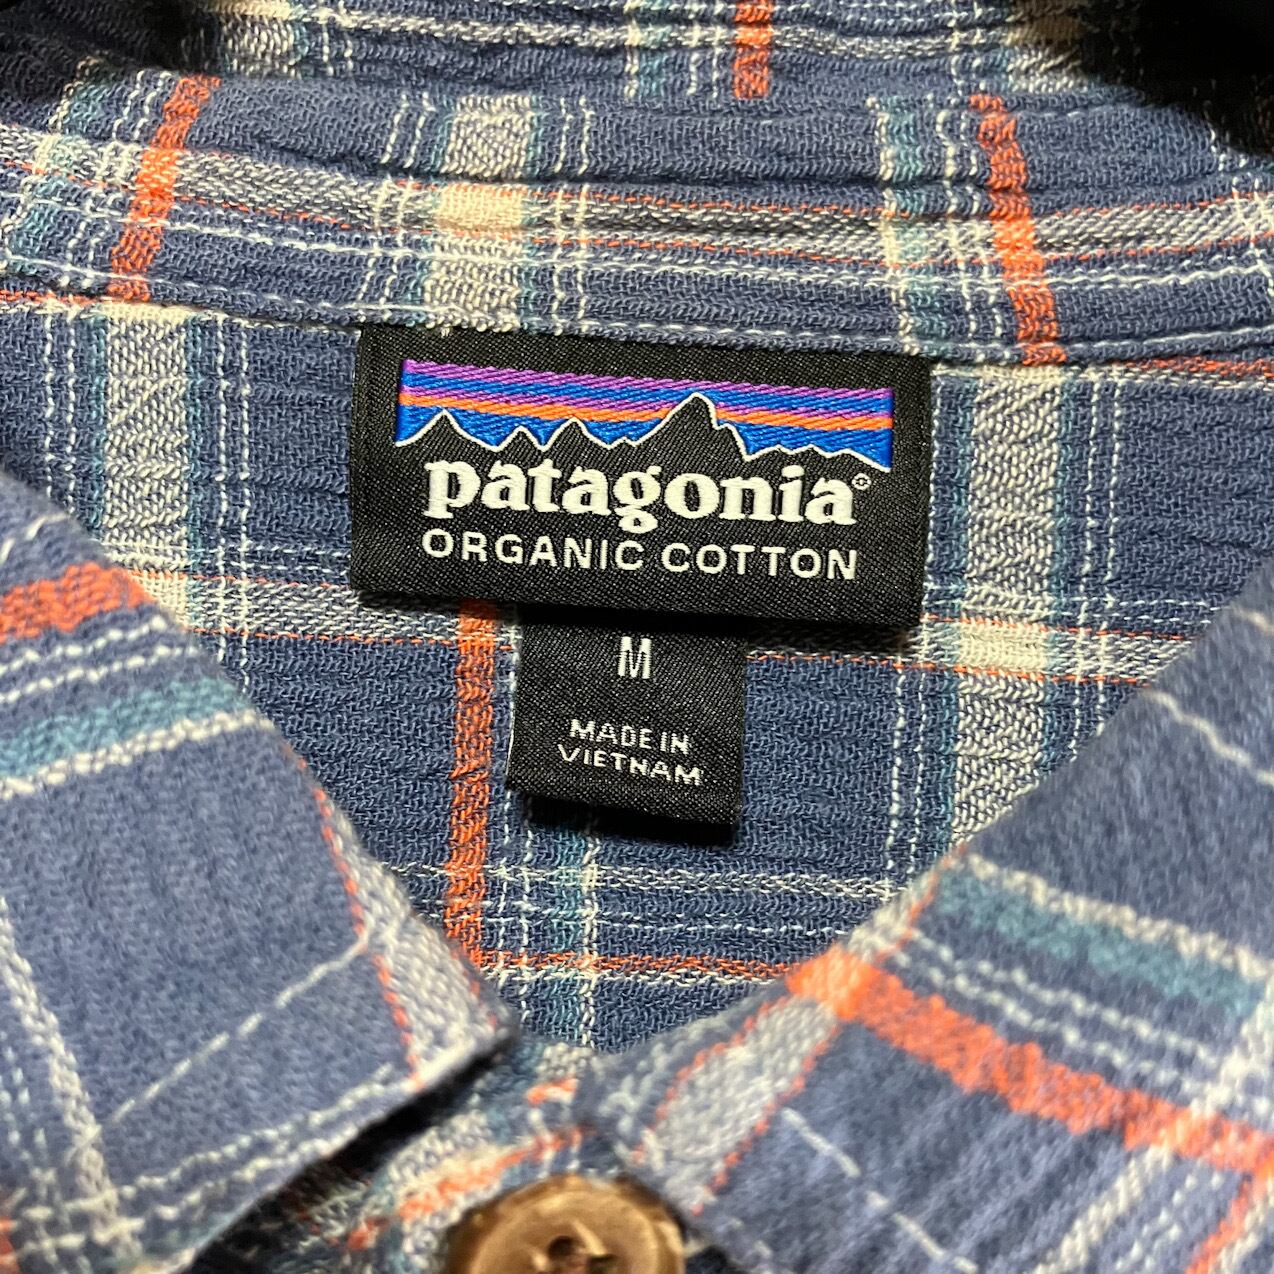 patagonia®
ORGANIC COTTON
M
MADE IN
VIETNAM